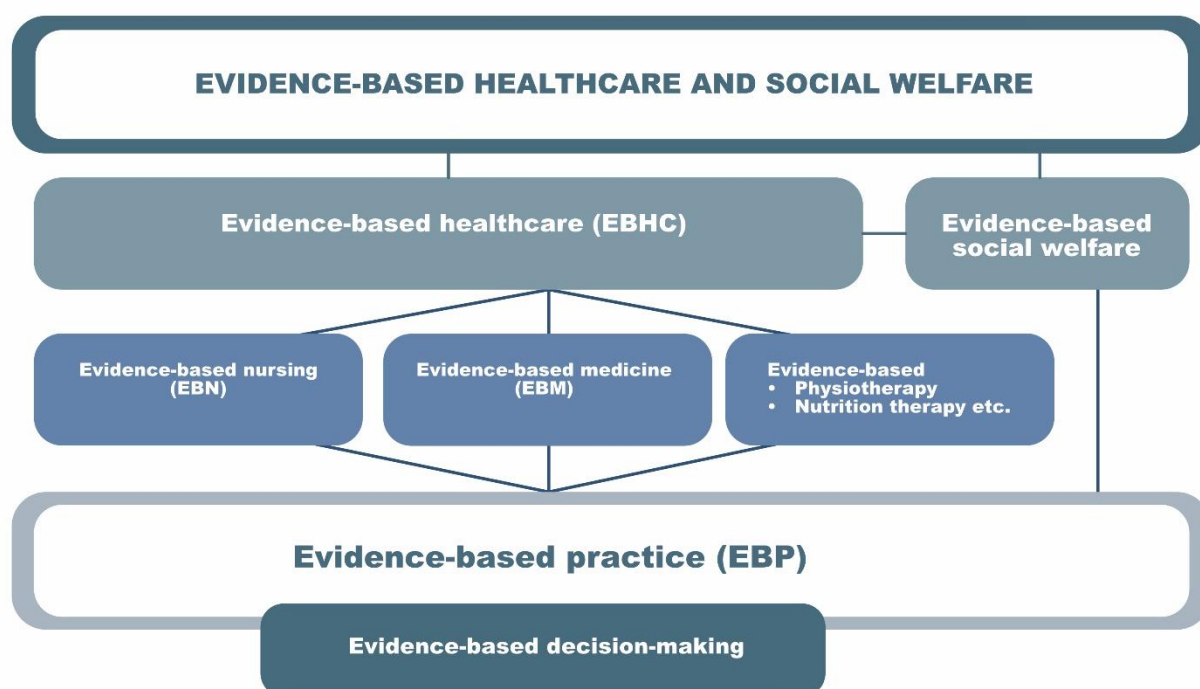 EVIDENCE-BASED HEALTHCARE AND SOCIAL WELFARE
Evidence-based healthcare (EBHC)
Evidence-based
social welfare
Evidence-based nursing
(EBN)
Evidence-based medicine
(EBM)
Evidence-based
• Physiotherapy
• Nutrition therapy etc.
Evidence-based practice (EBP)
Evidence-based decision-making